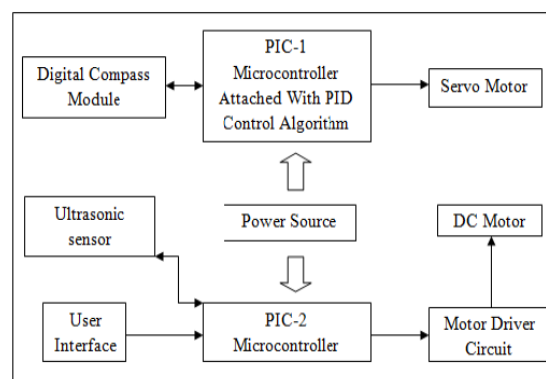 Digital Compass
Module
PIC-1
Microcontroller
Attached With PID
Control Algorithm
Servo Motor
Ultrasonic
sensor
Power Source
DC Motor
User
Interface
PIC-2
Microcontroller
Motor Driver
Circuit